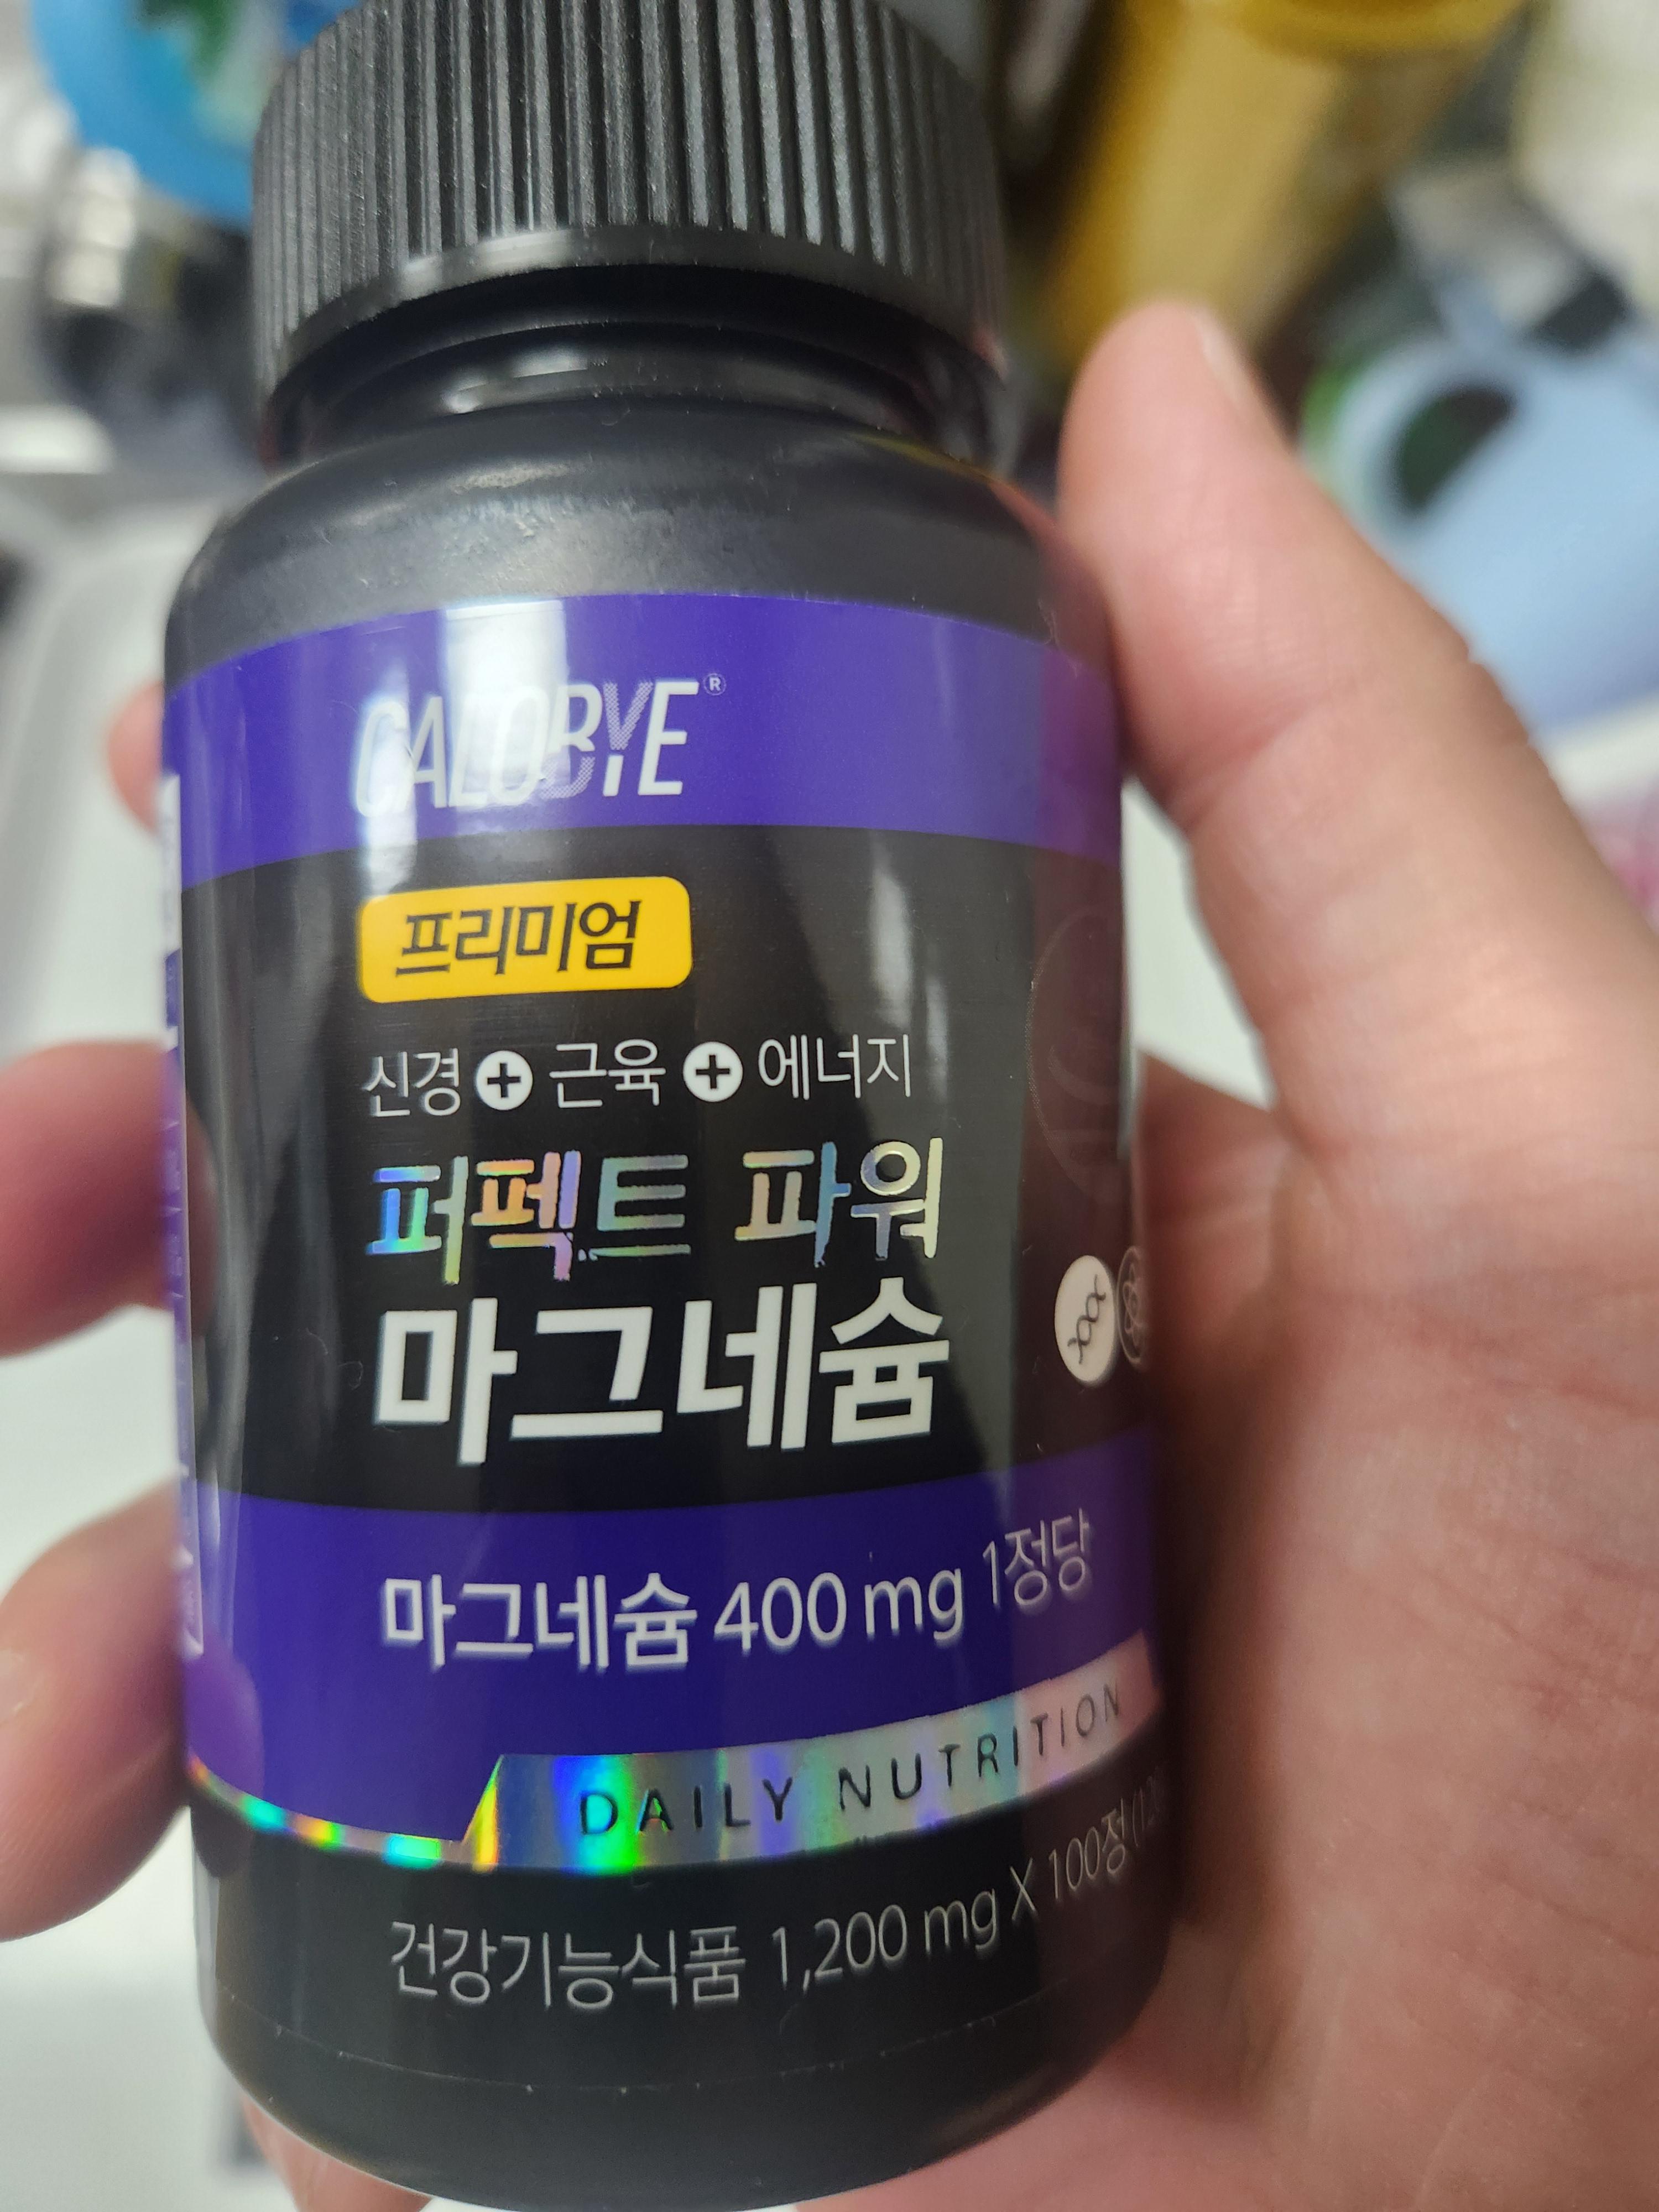 CALOBYE®
프리미엄
신경 + 근육 + 에너지
퍼펙트 파워
마그네슘
마그네슘 400 mg 1정당
DAILY NUTRITION
건강기능식품 1,200 mg X 100정